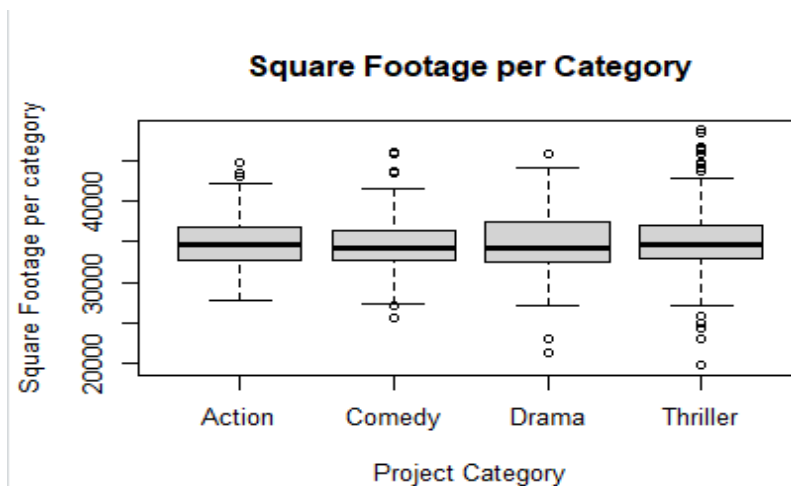 Square Footage per Category
Square Footage per category
40000
30000
20000
Action Comedy Drama Thriller
Project Category